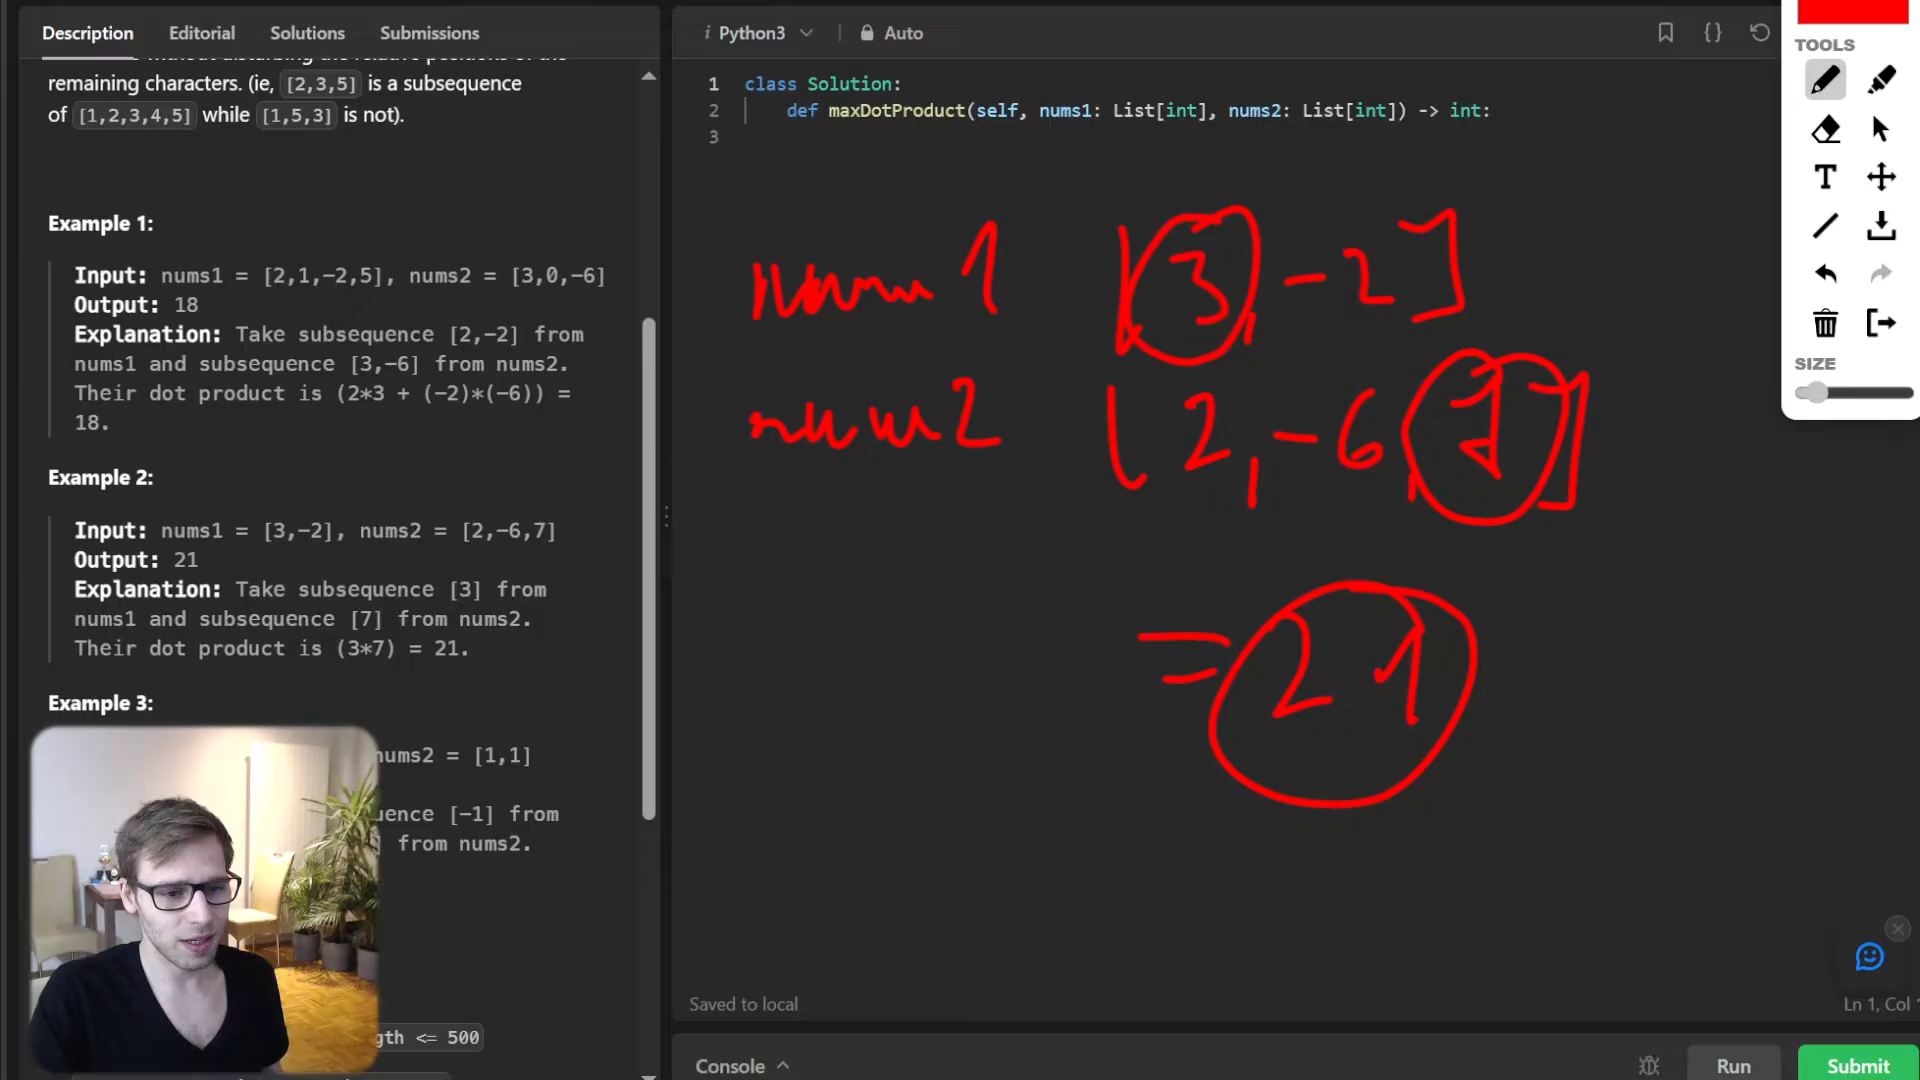 Description Editorial Solutions Submissions
remaining characters. (ie, [2,3,5] is a subsequence
of [1,2,3,4,5] while [1,5,3] is not).
Example 1:
Input: nums1 = [2,1,-2,5], nums2 = [3,0,-6]
Output: 18
Explanation: Take subsequence [2,-2] from
nums1 and subsequence [3,-6] from nums2.
Their dot product is (2*3 + (-2)*(-6)) =
18.
Example 2:
Input: nums1 = [3,-2], nums2 = [2,-6,7]
Output: 21
Explanation: Take subsequence [3] from
nums1 and subsequence [7] from nums2.
Their dot product is (3*7) = 21.
Example 3:
nums2 = [1,1]
uence [-1] from
from nums2.
gth <= 500
i Python3 Auto
1 class Solution:
2 def maxDotProduct(self, nums1: List[int], nums2: List[int]) -> int:
3
num 1 [3, -2]
num 2 [2, -6, 7]
= 21
Saved to local
Ln 1, Col
Console Run Submit
TOOLS
T
SIZE